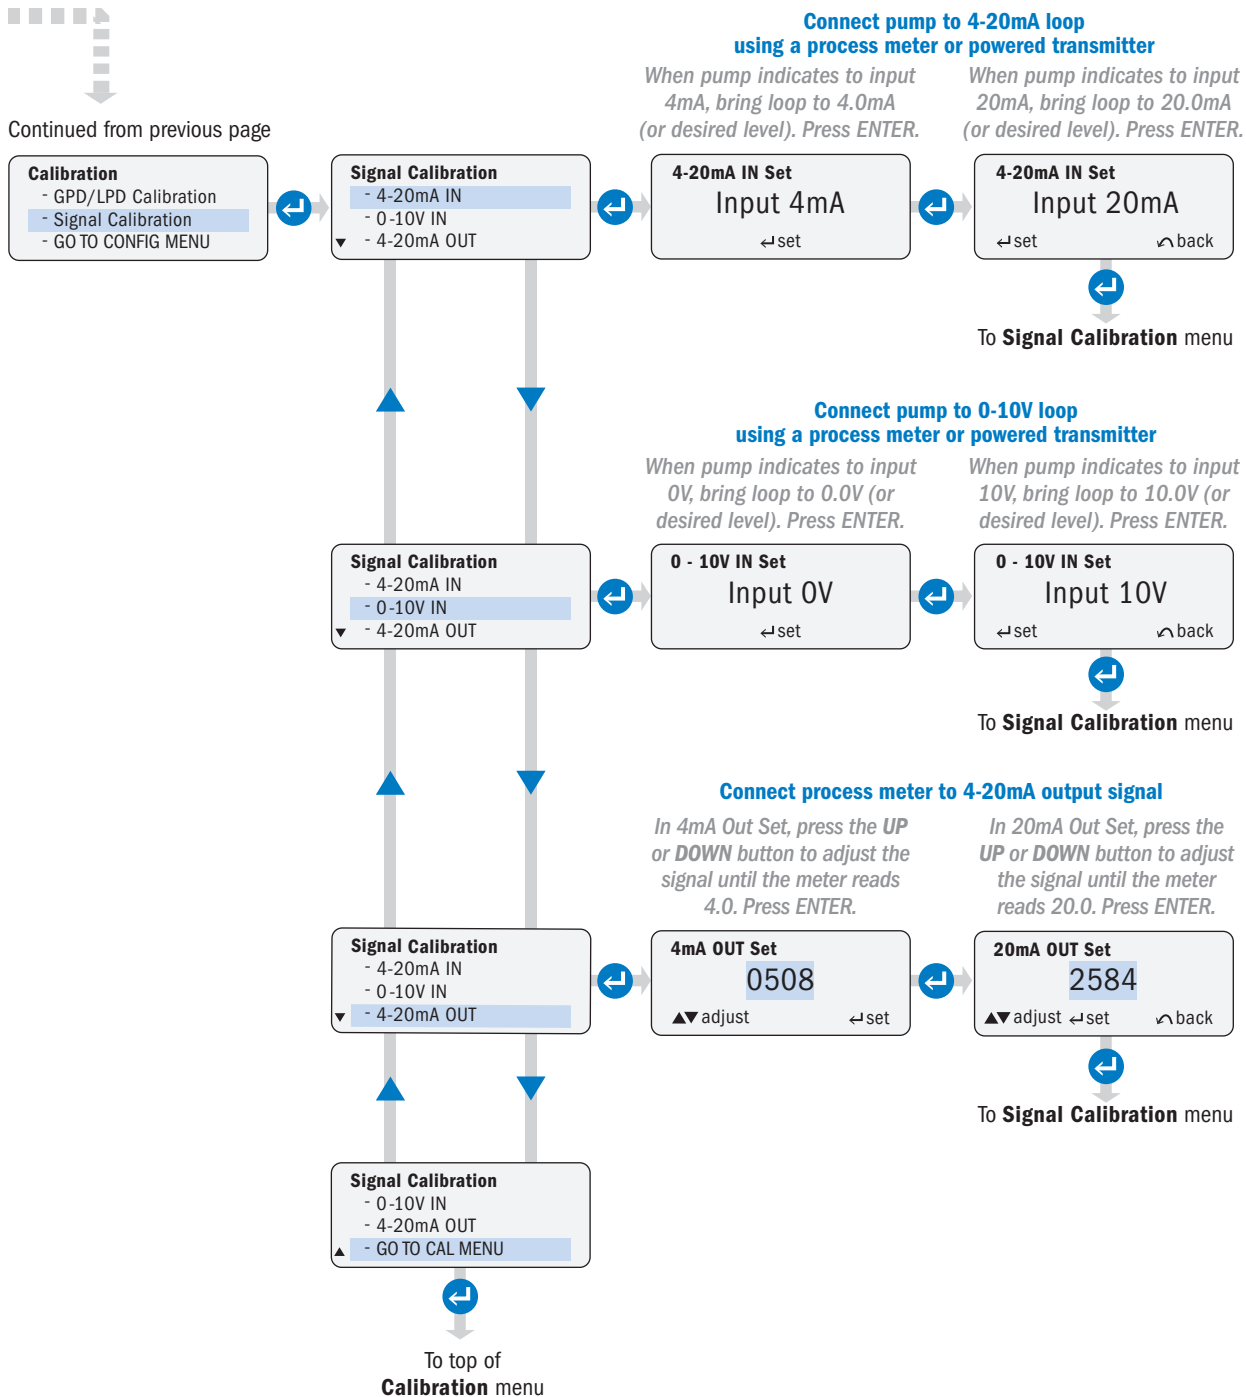 Connect pump to 4-20mA loop
using a process meter or powered transmitter
When pump indicates to input
4mA, bring loop to 4.0mA
(or desired level). Press ENTER.
When pump indicates to input
20mA, bring loop to 20.0mA
(or desired level). Press ENTER.
Continued from previous page
Calibration
- GPD/LPD Calibration
- Signal Calibration
- GO TO CONFIG MENU
Signal Calibration
- 4-20mA IN
- 0-10V IN
▼ - 4-20mA OUT
4-20mA IN Set
Input 4mA
↵ set
4-20mA IN Set
Input 20mA
↵ set ↶ back
To Signal Calibration menu
Connect pump to 0-10V loop
using a process meter or powered transmitter
When pump indicates to input
0V, bring loop to 0.0V (or
desired level). Press ENTER.
When pump indicates to input
10V, bring loop to 10.0V (or
desired level). Press ENTER.
Signal Calibration
- 4-20mA IN
- 0-10V IN
▼ - 4-20mA OUT
0 - 10V IN Set
Input 0V
↵ set
0 - 10V IN Set
Input 10V
↵ set ↶ back
To Signal Calibration menu
Connect process meter to 4-20mA output signal
In 4mA Out Set, press the UP
or DOWN button to adjust the
signal until the meter reads
4.0. Press ENTER.
In 20mA Out Set, press the
UP or DOWN button to adjust
the signal until the meter
reads 20.0. Press ENTER.
Signal Calibration
- 4-20mA IN
- 0-10V IN
▼ - 4-20mA OUT
4mA OUT Set
0508
▲▼ adjust ↵ set
20mA OUT Set
2584
▲▼ adjust ↵ set ↶ back
To Signal Calibration menu
Signal Calibration
- 0-10V IN
- 4-20mA OUT
▲ - GO TO CAL MENU
To top of
Calibration menu